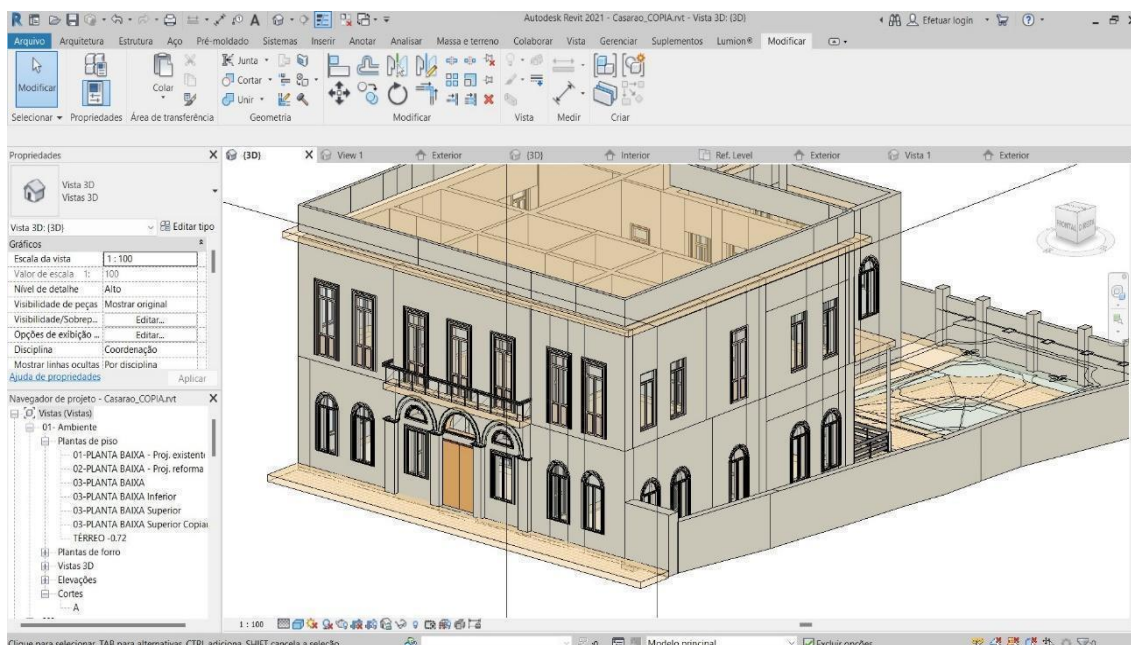 Autodesk Revit 2021 - Casarao_COPIA.rvt - Vista 3D: {3D}
Efetuar login
Arquivo Arquitetura Estrutura Aço Pré-moldado Sistemas Inserir Anotar Analisar Massa e terreno Colaborar Vista Gerenciar Suplementos Lumion® Modificar
Modificar
Colar
Junta
Cortar
Unir
Selecionar Propriedades Área de transferência Geometria Modificar Vista Medir Criar
Propriedades
{3D} View 1 Exterior {3D} Interior Ref. Level Exterior Vista 1 Exterior
Vista 3D
Vistas 3D
Vista 3D: {3D} Editar tipo
Gráficos
Escala da vista 1 : 100
Valor de escala 1: 100
Nível de detalhe Alto
Visibilidade de peças Mostrar original
Visibilidade/Sobrep... Editar...
Opções de exibição ... Editar...
Disciplina Coordenação
Mostrar linhas ocultas Por disciplina
Ajuda de propriedades Aplicar
Navegador de projeto - Casarao_COPIA.rvt
Vistas (Vistas)
01- Ambiente
Plantas de piso
01-PLANTA BAIXA - Proj. existent
02-PLANTA BAIXA - Proj. reforma
03-PLANTA BAIXA
03-PLANTA BAIXA Inferior
03-PLANTA BAIXA Superior
03-PLANTA BAIXA Superior Copia
TÉRREO -0.72
Plantas de forro
Vistas 3D
Elevações
Cortes
A
1 : 100
Clique para selecionar, TAB para alternativas, CTRL adiciona, SHIFT cancela a seleção.
Modelo principal
Excluir opções